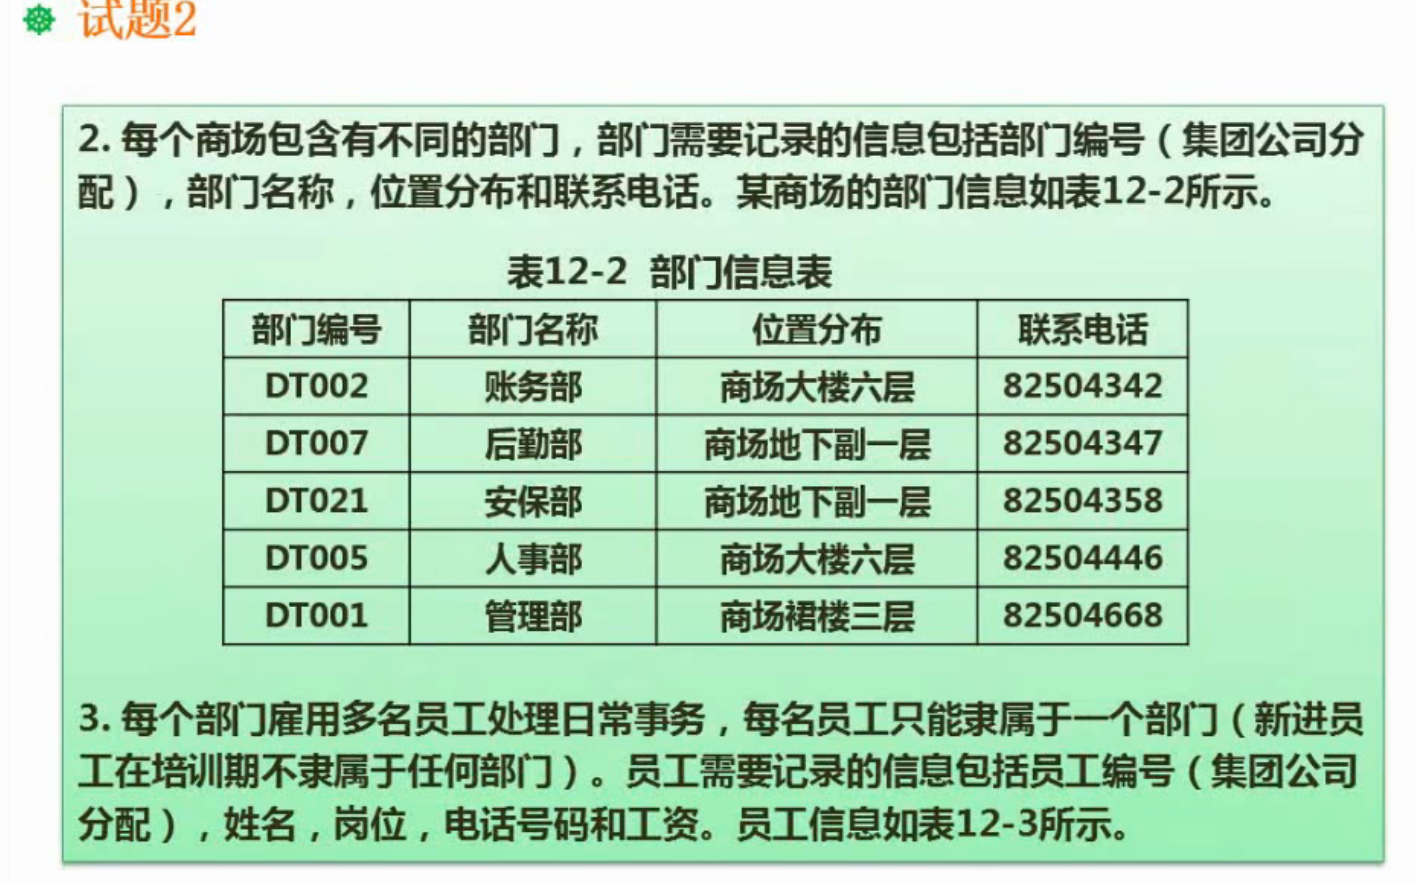 试题2
2. 每个商场包含有不同的部门，部门需要记录的信息包括部门编号（集团公司分
配），部门名称，位置分布和联系电话。某商场的部门信息如表12-2所示。
表12-2 部门信息表
部门编号 部门名称 位置分布 联系电话
DT002 账务部 商场大楼六层 82504342
DT007 后勤部 商场地下副一层 82504347
DT021 安保部 商场地下副一层 82504358
DT005 人事部 商场大楼六层 82504446
DT001 管理部 商场裙楼三层 82504668
3. 每个部门雇用多名员工处理日常事务，每名员工只能隶属于一个部门（新进员
工在培训期不隶属于任何部门）。员工需要记录的信息包括员工编号（集团公司
分配），姓名，岗位，电话号码和工资。员工信息如表12-3所示。